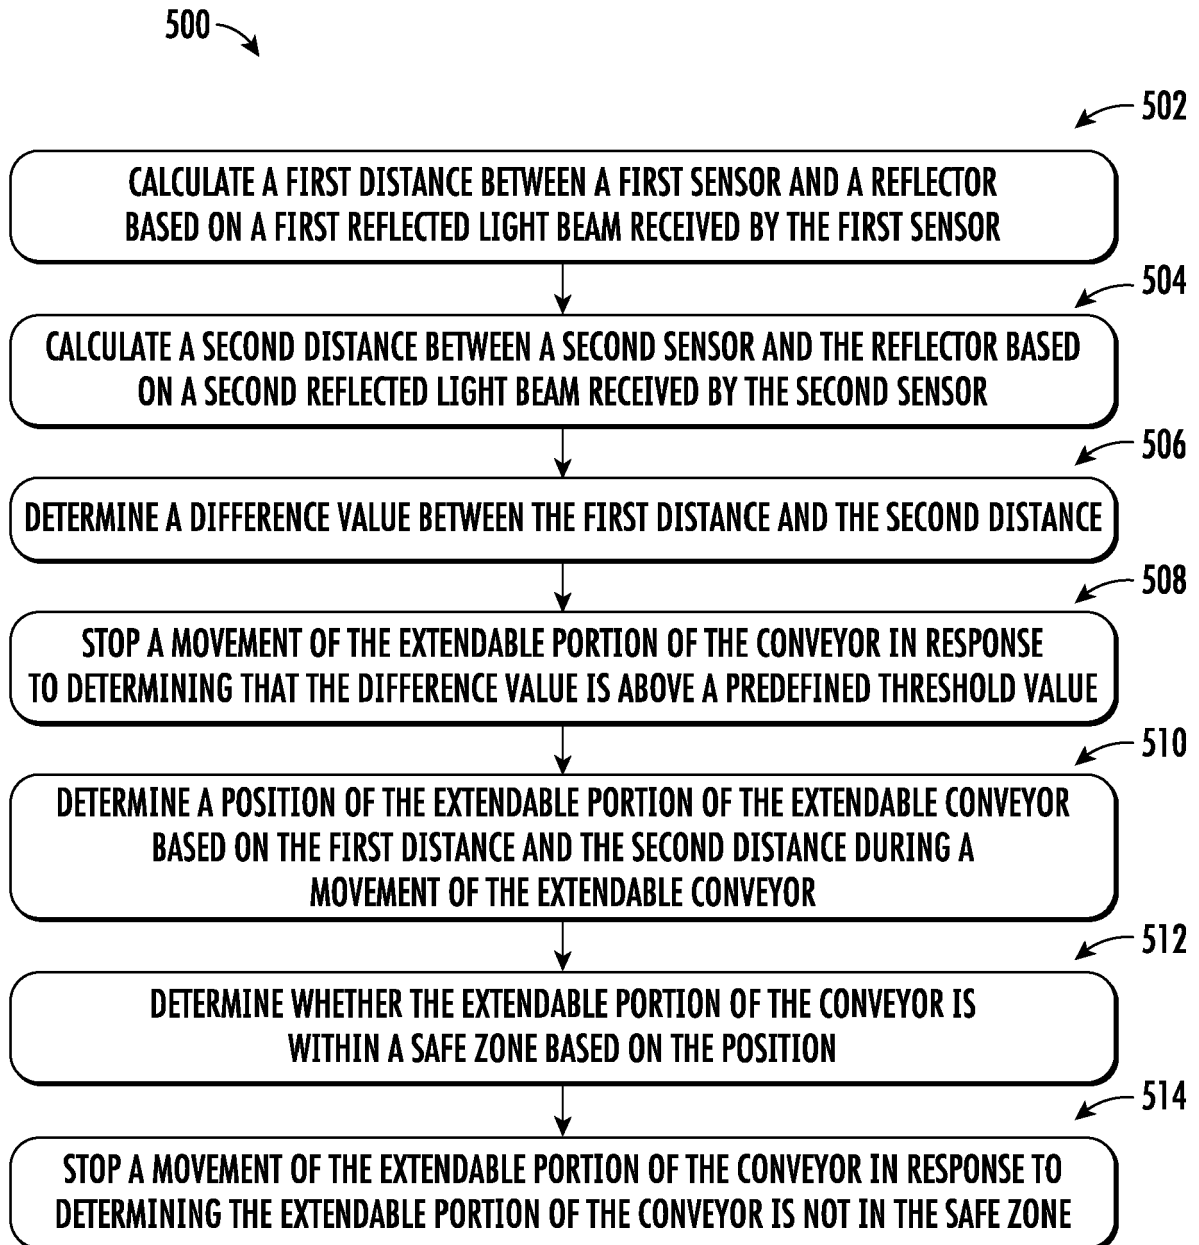 500
502
CALCULATE A FIRST DISTANCE BETWEEN A FIRST SENSOR AND A REFLECTOR
BASED ON A FIRST REFLECTED LIGHT BEAM RECEIVED BY THE FIRST SENSOR
504
CALCULATE A SECOND DISTANCE BETWEEN A SECOND SENSOR AND THE REFLECTOR BASED
ON A SECOND REFLECTED LIGHT BEAM RECEIVED BY THE SECOND SENSOR
506
DETERMINE A DIFFERENCE VALUE BETWEEN THE FIRST DISTANCE AND THE SECOND DISTANCE
508
STOP A MOVEMENT OF THE EXTENDABLE PORTION OF THE CONVEYOR IN RESPONSE
TO DETERMINING THAT THE DIFFERENCE VALUE IS ABOVE A PREDEFINED THRESHOLD VALUE
510
DETERMINE A POSITION OF THE EXTENDABLE PORTION OF THE EXTENDABLE CONVEYOR
BASED ON THE FIRST DISTANCE AND THE SECOND DISTANCE DURING A
MOVEMENT OF THE EXTENDABLE CONVEYOR
512
DETERMINE WHETHER THE EXTENDABLE PORTION OF THE CONVEYOR IS
WITHIN A SAFE ZONE BASED ON THE POSITION
514
STOP A MOVEMENT OF THE EXTENDABLE PORTION OF THE CONVEYOR IN RESPONSE TO
DETERMINING THE EXTENDABLE PORTION OF THE CONVEYOR IS NOT IN THE SAFE ZONE